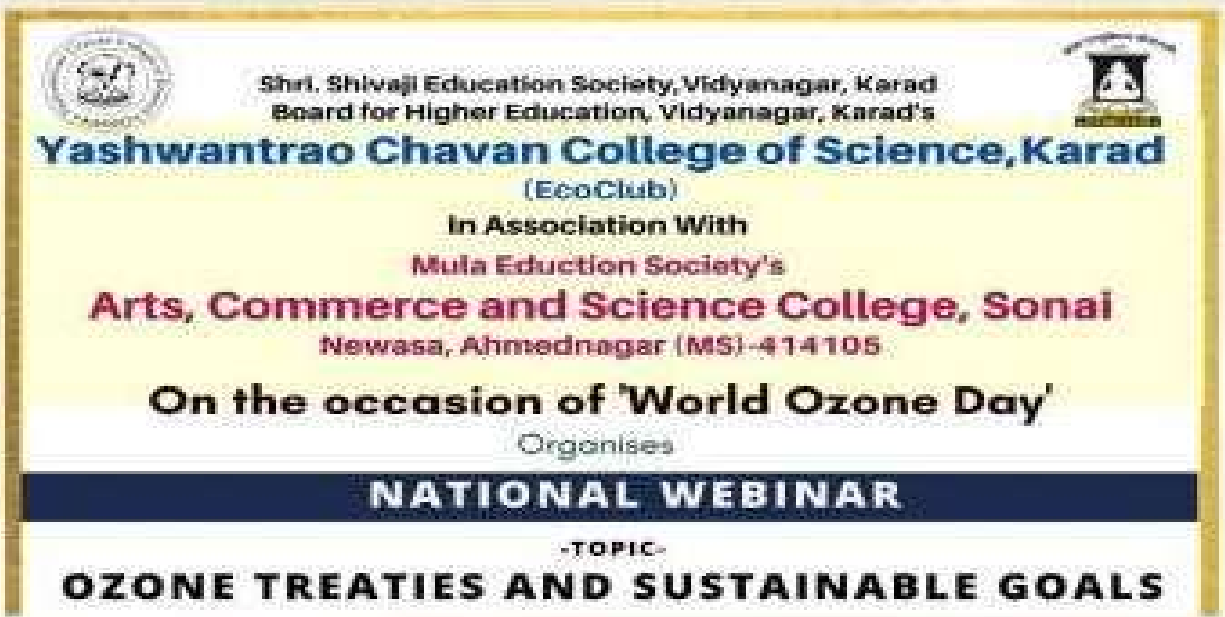 Shri. Shivaji Education Society, Vidyanagar, Karad
Board for Higher Education, Vidyanagar, Karad's
Yashwantrao Chavan College of Science, Karad
(EcoClub)
In Association With
Mula Eduction Society's
Arts, Commerce and Science College, Sonai
Newasa, Ahmednagar (MS)-414105
On the occasion of 'World Ozone Day'
Organises
NATIONAL WEBINAR
-TOPIC-
OZONE TREATIES AND SUSTAINABLE GOALS